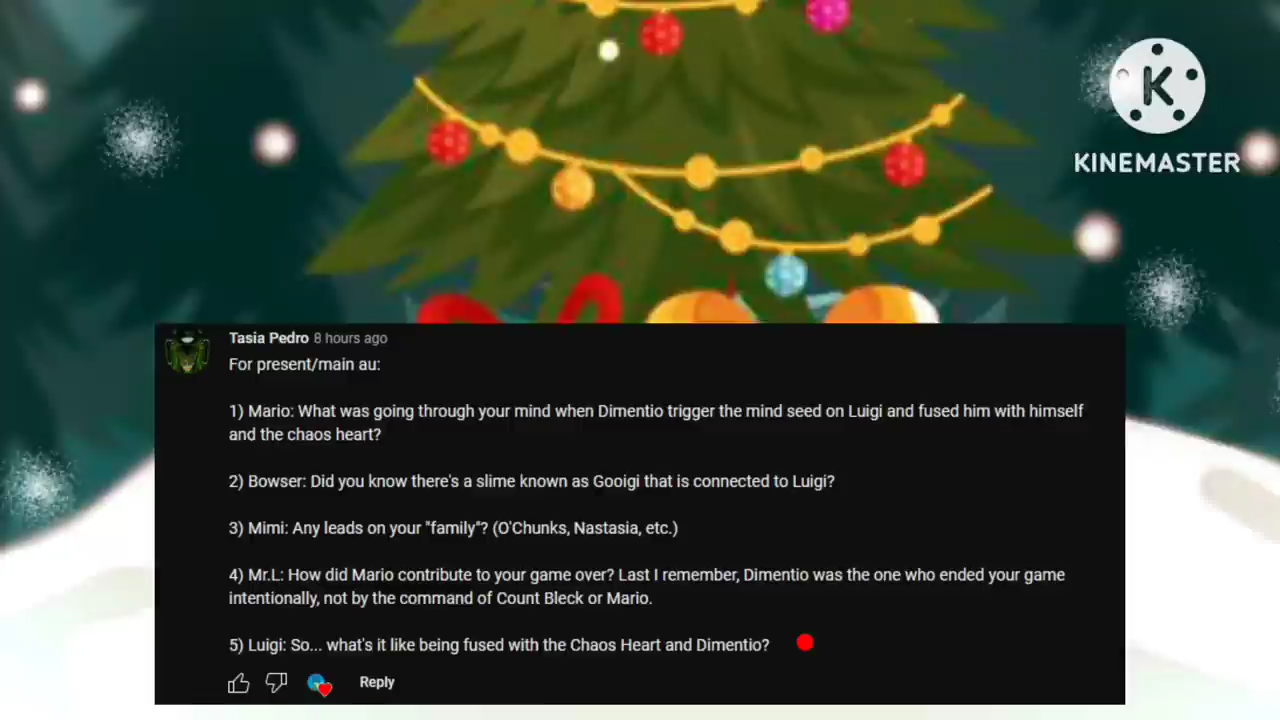 K
KINEMASTER
Tasia Pedro 8 hours ago
For present/main au:
1) Mario: What was going through your mind when Dimentio trigger the mind seed on Luigi and fused him with himself
and the chaos heart?
2) Bowser: Did you know there's a slime known as Gooigi that is connected to Luigi?
3) Mimi: Any leads on your "family"? (O'Chunks, Nastasia, etc.)
4) Mr.L: How did Mario contribute to your game over? Last I remember, Dimentio was the one who ended your game
intentionally, not by the command of Count Bleck or Mario.
5) Luigi: So... what's it like being fused with the Chaos Heart and Dimentio?
Reply